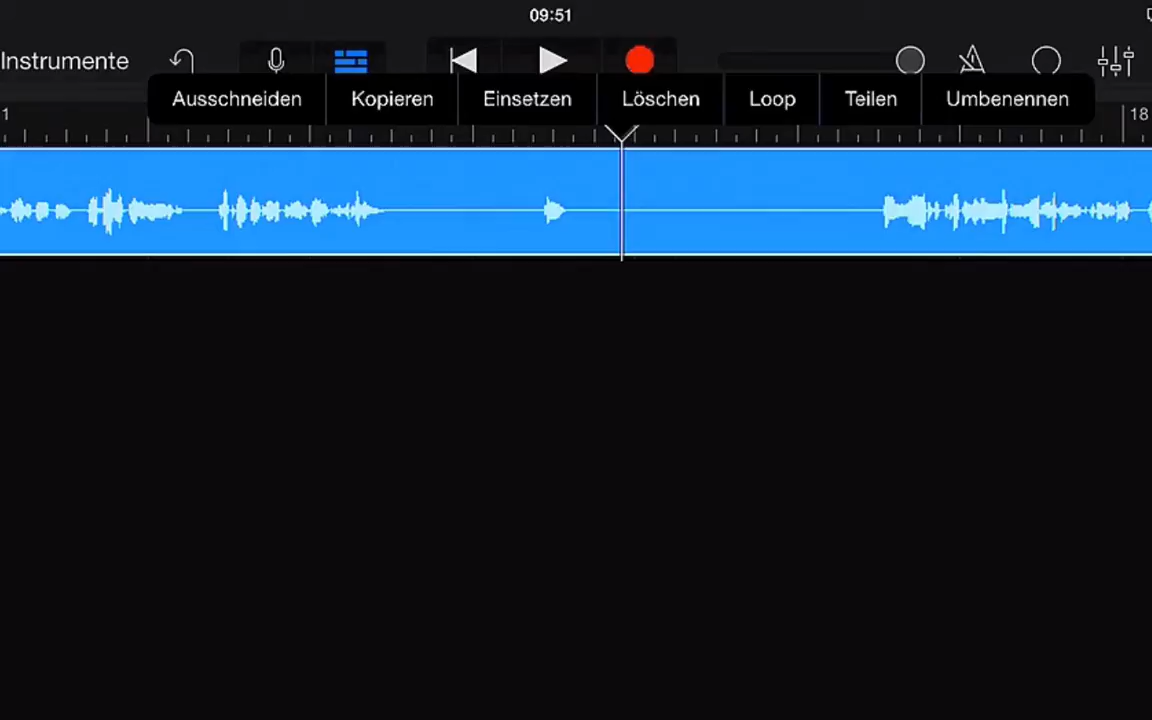 09:51
Instrumente
Ausschneiden Kopieren Einsetzen Löschen Loop Teilen Umbenennen
1 18